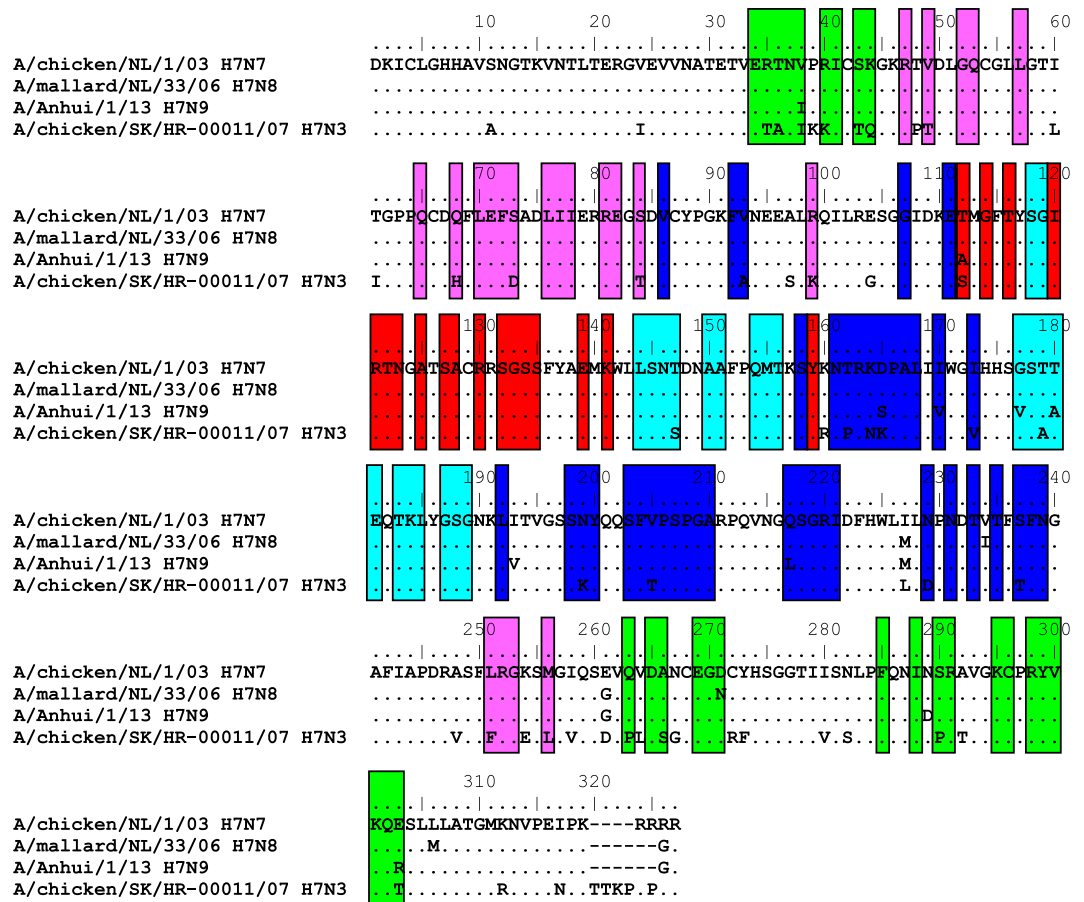 10 20 30 40 50 60
....|....|....|....|....|....|....|....|....|....|....|....|
A/chicken/NL/1/03 H7N7 DKICLGHHAVSNGTKVNTLTERGVEVVNATETVERTNVPRICSKGKRTVDLGQCGLLGTI
A/mallard/NL/33/06 H7N8 ............................................................
A/Anhui/1/13 H7N9 .....................................I......................
A/chicken/SK/HR-00011/07 H7N3 ..........A............I..........TA.IKK..TQ...PT..........L
70 80 90 100 110 120
....|....|....|....|....|....|....|....|....|....|....|....|
A/chicken/NL/1/03 H7N7 TGPPQCDQFLEFSADLIIERREGSDVCYPGKFVNEEALRQILRESGGIDKETMGFTYSGI
A/mallard/NL/33/06 H7N8 ............................................................
A/Anhui/1/13 H7N9 ...................................................A........
A/chicken/SK/HR-00011/07 H7N3 I......H....D..........T........A...S.K....G.......S........
130 140 150 160 170 180
....|....|....|....|....|....|....|....|....|....|....|....|
A/chicken/NL/1/03 H7N7 RTNGATSACRRSGSSFYAEMKWLLSNTDNAAFPQMTKSYKNTRKDPALIIWGIHHSGSTT
A/mallard/NL/33/06 H7N8 ............................................................
A/Anhui/1/13 H7N9 ............................................S....V......V..A
A/chicken/SK/HR-00011/07 H7N3 ..........................S............R.P.NK.......V.....A.
190 200 210 220 230 240
....|....|....|....|....|....|....|....|....|....|....|....|
A/chicken/NL/1/03 H7N7 EQTKLYGSGNKLITVGSSNYQQSFVPSPGARPQVNGQSGRIDFHWLILNPNDTVTFSFNG
A/mallard/NL/33/06 H7N8 ..............................................M......I......
A/Anhui/1/13 H7N9 ............V.......................L.........M.............
A/chicken/SK/HR-00011/07 H7N3 ..................K.....T.....................L.D.......T...
250 260 270 280 290 300
....|....|....|....|....|....|....|....|....|....|....|....|
A/chicken/NL/1/03 H7N7 AFIAPDRASFLRGKSMGIQSEVQVDANCEGDCYHSGGTIISNLPFQNINSRAVGKCPRYV
A/mallard/NL/33/06 H7N8 ....................G.........N.............................
A/Anhui/1/13 H7N9 ....................G...........................D...........
A/chicken/SK/HR-00011/07 H7N3 .......V..F..E.L.V..D.PL.SG....RF......V.S.......P.T........
310 320
....|....|....|....|....|..
A/chicken/NL/1/03 H7N7 KQESLLLATGMKNVPEIPK----RRRR
A/mallard/NL/33/06 H7N8 .....M.............------G.
A/Anhui/1/13 H7N9 ..R................------G.
A/chicken/SK/HR-00011/07 H7N3 ..T........R....N..TTKP.P..